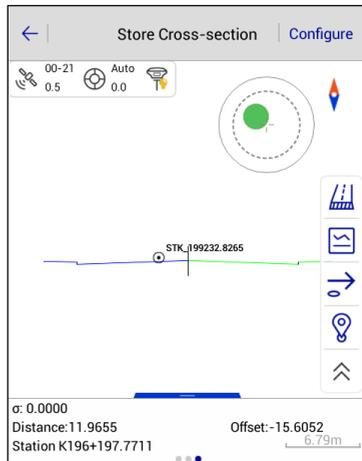 Store Cross-section
Configure
00-21
0.5
Auto
0.0
STK_199232.8265
σ: 0.0000
Distance:11.9655
Offset:-15.6052
Station K196+197.7711
6.79m